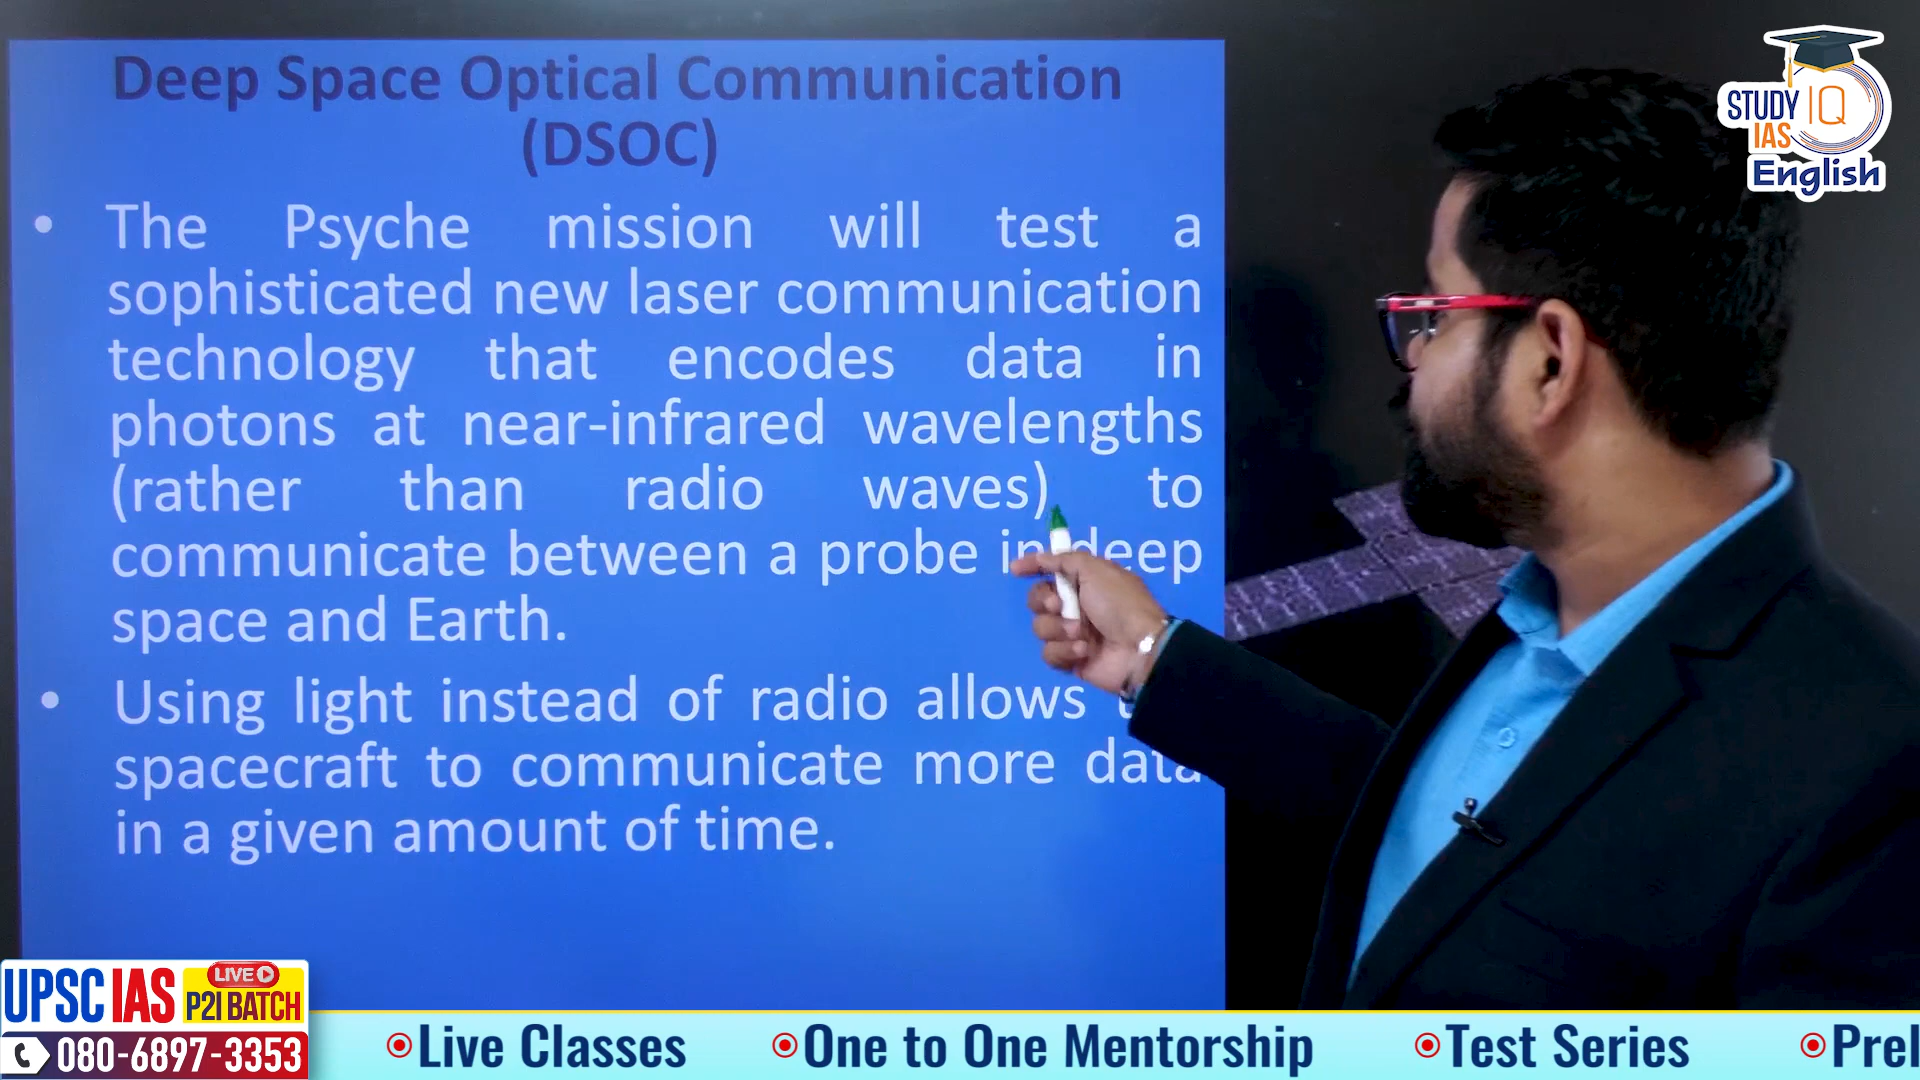 Deep Space Optical Communication
(DSOC)
• The Psyche mission will test a
sophisticated new laser communication
technology that encodes data in
photons at near-infrared wavelengths
(rather than radio waves) to
communicate between a probe in deep
space and Earth.
• Using light instead of radio allows
spacecraft to communicate more data
in a given amount of time.
STUDY IQ
IAS
English
UPSC IAS
LIVE
P2I BATCH
080-6897-3353
Live Classes One to One Mentorship Test Series Prel